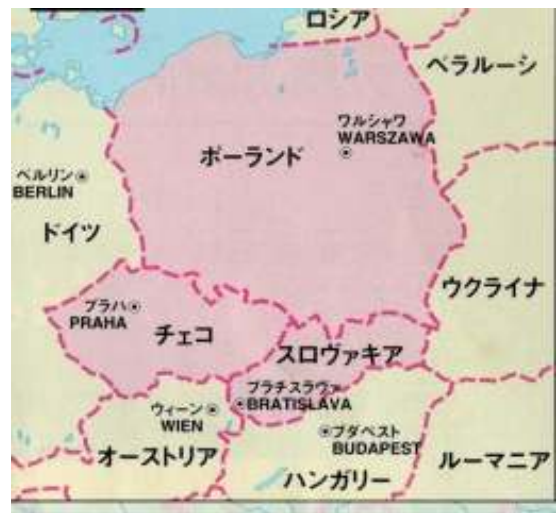 ロシア
ベラルーシ
ワルシャワ
WARSZAWA
ポーランド
ベルリン
BERLIN
ドイツ
ウクライナ
プラハ
PRAHA
チェコ
スロヴァキア
ブラチスラヴァ
BRATISLAVA
ウィーン
WIEN
ブダペスト
BUDAPEST
オーストリア
ハンガリー
ルーマニア